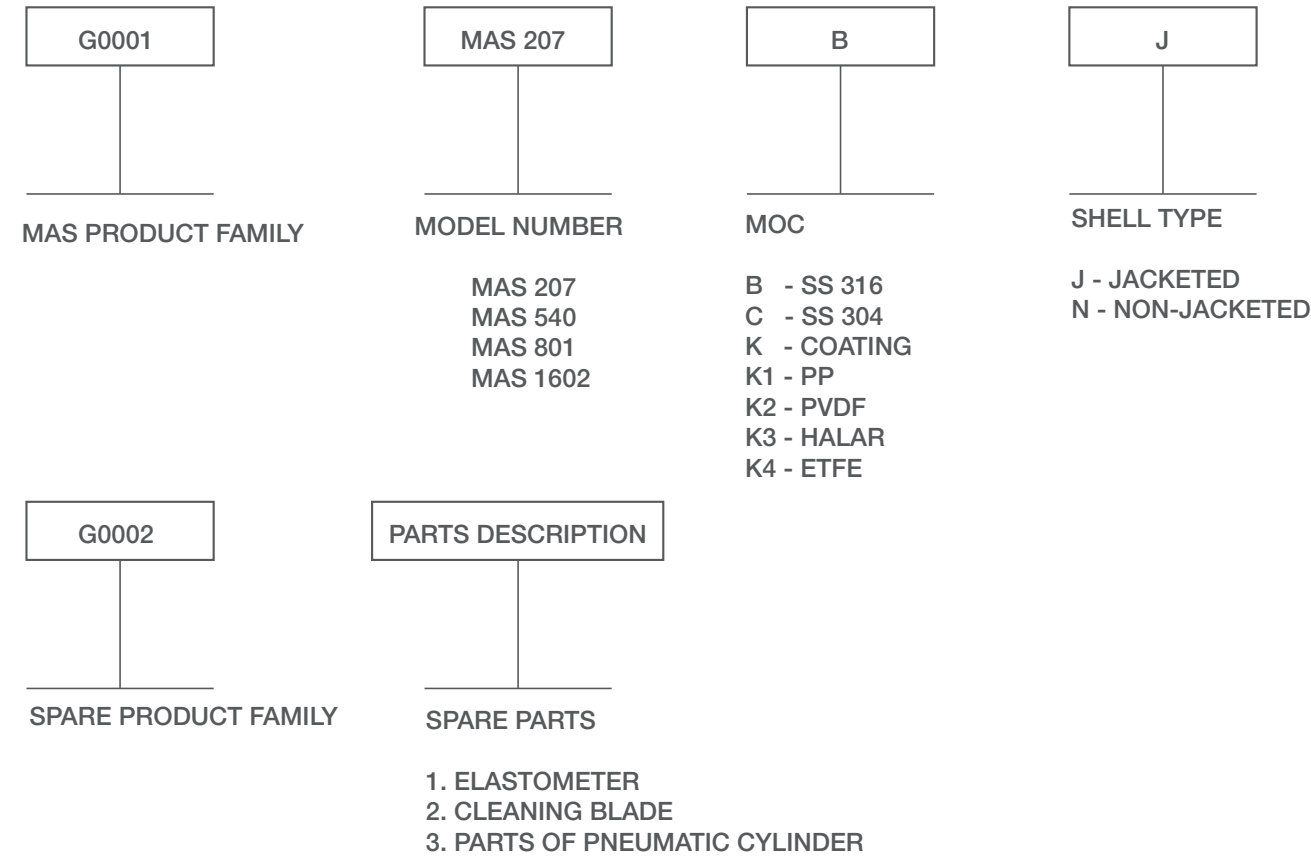 G0001
MAS 207
B
J
MAS PRODUCT FAMILY
MODEL NUMBER
MAS 207
MAS 540
MAS 801
MAS 1602
MOC
B - SS 316
C - SS 304
K - COATING
K1 - PP
K2 - PVDF
K3 - HALAR
K4 - ETFE
SHELL TYPE
J - JACKETED
N - NON-JACKETED
G0002
PARTS DESCRIPTION
SPARE PRODUCT FAMILY
SPARE PARTS
1. ELASTOMETER
2. CLEANING BLADE
3. PARTS OF PNEUMATIC CYLINDER